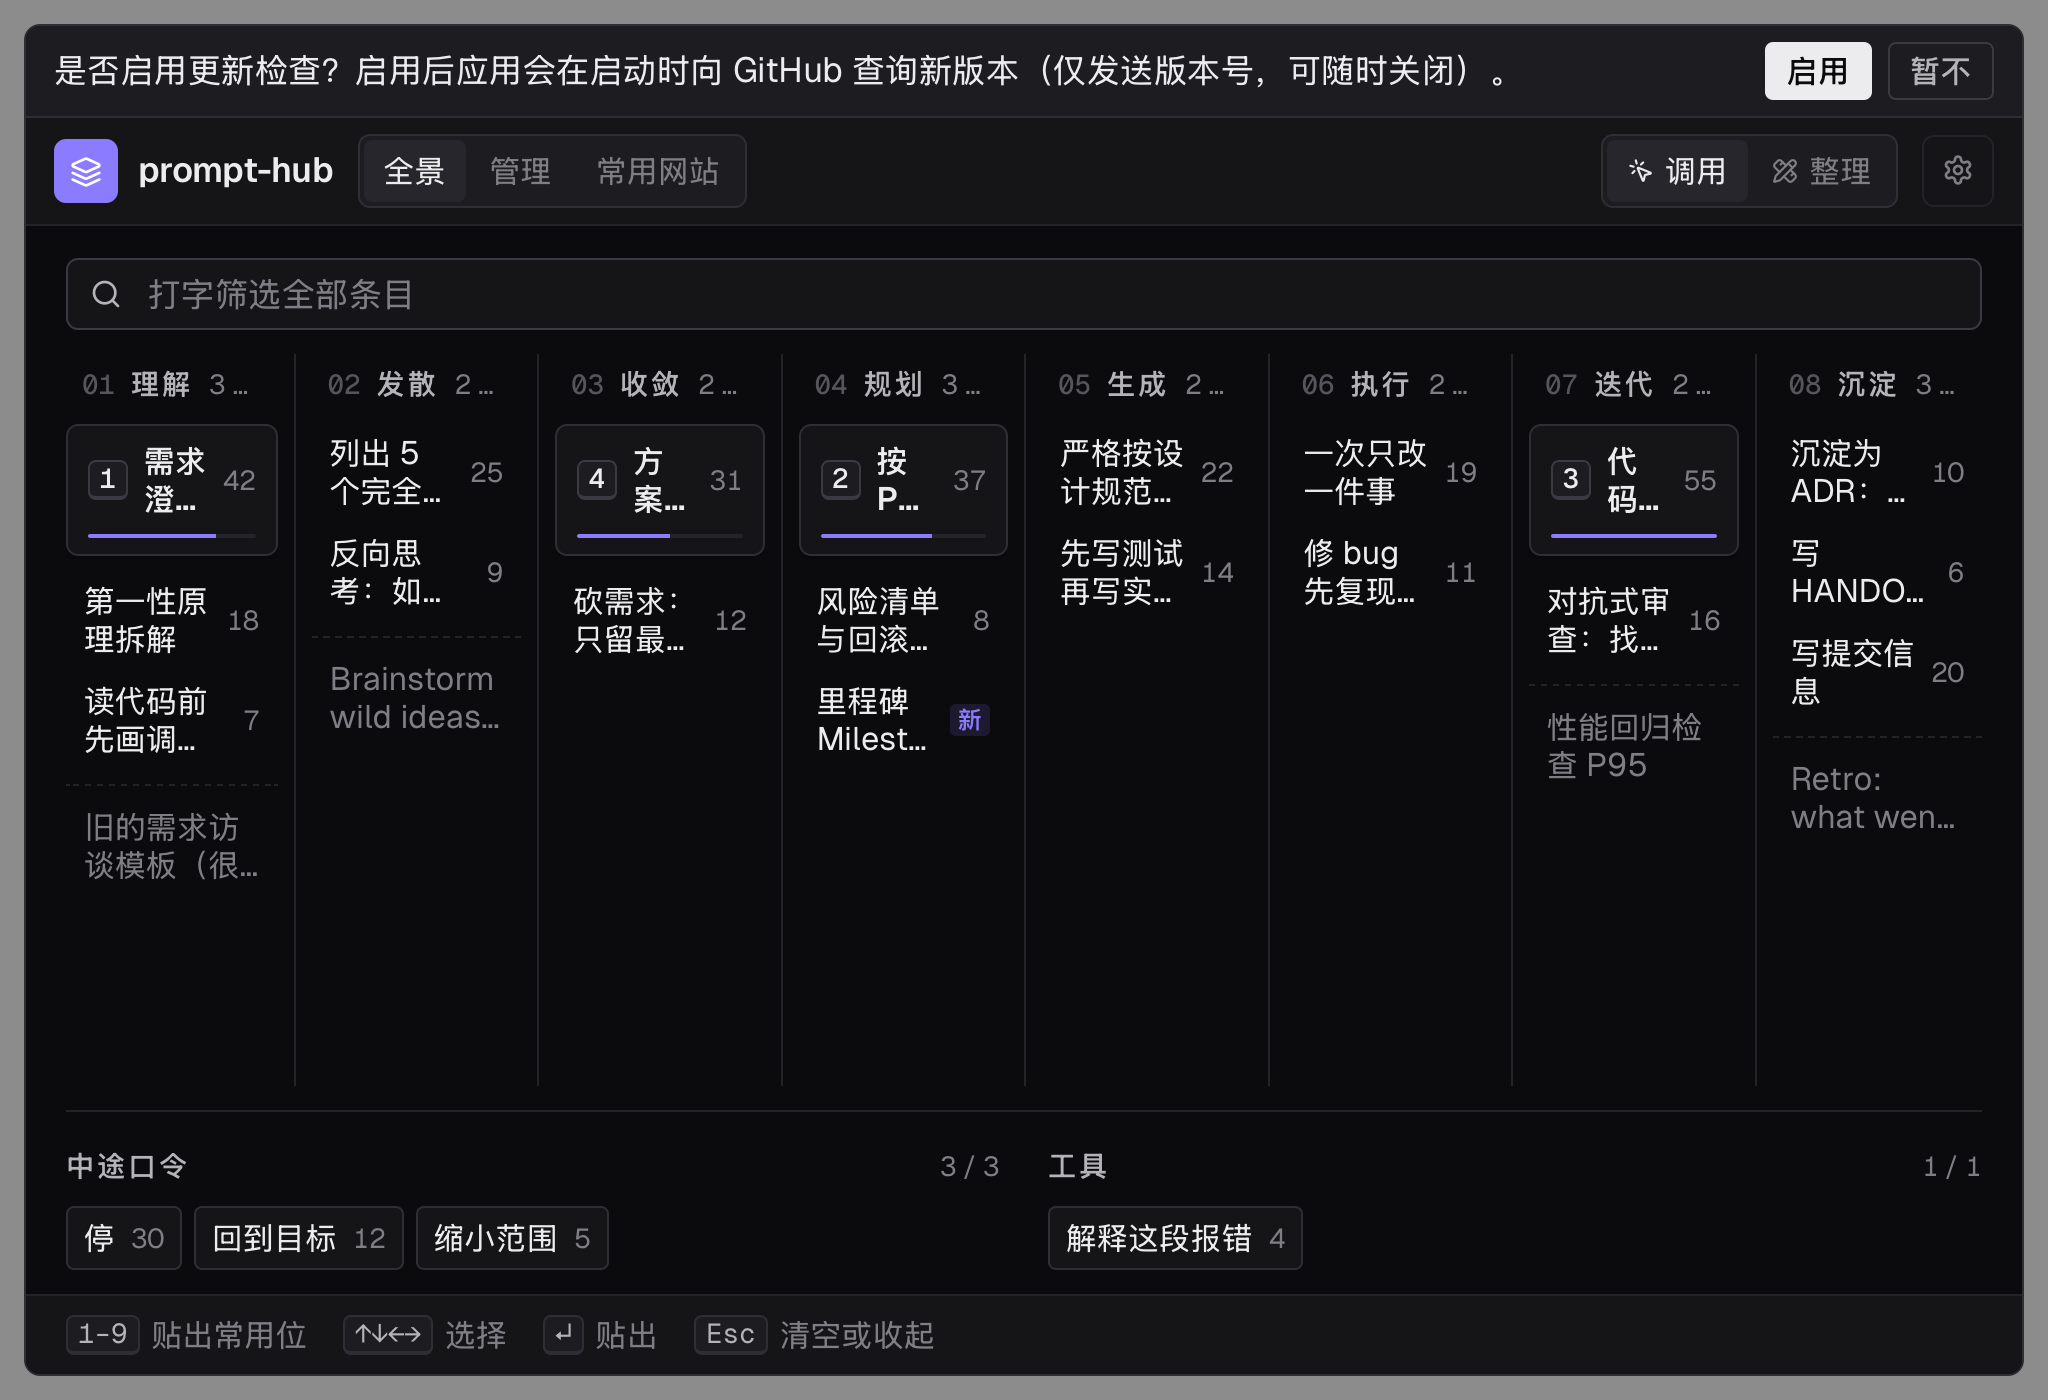 是否启用更新检查？启用后应用会在启动时向 GitHub 查询新版本（仅发送版本号，可随时关闭）。
启用
暂不
prompt-hub
全景
管理
常用网站
调用
整理
打字筛选全部条目
01 理解 3…
1
需求
澄…
42
第一性原
理拆解
18
读代码前
先画调…
7
旧的需求访
谈模板（很…
02 发散 2…
列出 5
个完全…
25
反向思
考：如…
9
Brainstorm
wild ideas…
03 收敛 2…
4
方
案…
31
砍需求：
只留最…
12
04 规划 3…
2
按
P…
37
风险清单
与回滚…
8
里程碑
Milest…
新
05 生成 2…
严格按设
计规范…
22
先写测试
再写实…
14
06 执行 2…
一次只改
一件事
19
修 bug
先复现…
11
07 迭代 2…
3
代
码…
55
对抗式审
查：找…
16
性能回归检
查 P95
08 沉淀 3…
沉淀为
ADR：…
10
写
HANDO…
6
写提交信
息
20
Retro:
what wen…
中途口令
3 / 3
停 30
回到目标 12
缩小范围 5
工具
1 / 1
解释这段报错 4
1-9 贴出常用位
↑↓←→ 选择
↵ 贴出
Esc 清空或收起